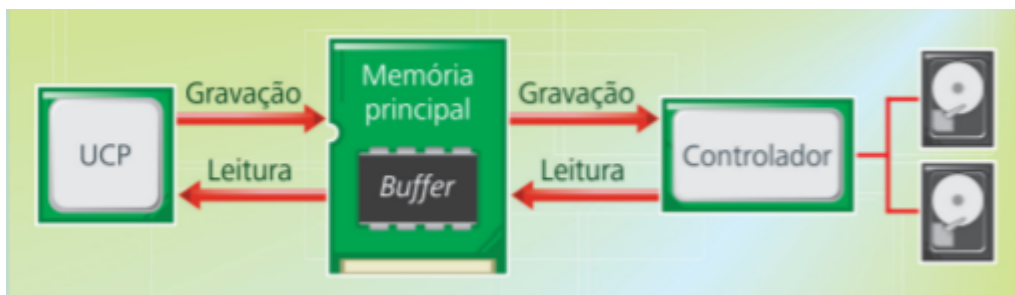 UCP
Gravação
Leitura
Memória
principal
Buffer
Gravação
Leitura
Controlador